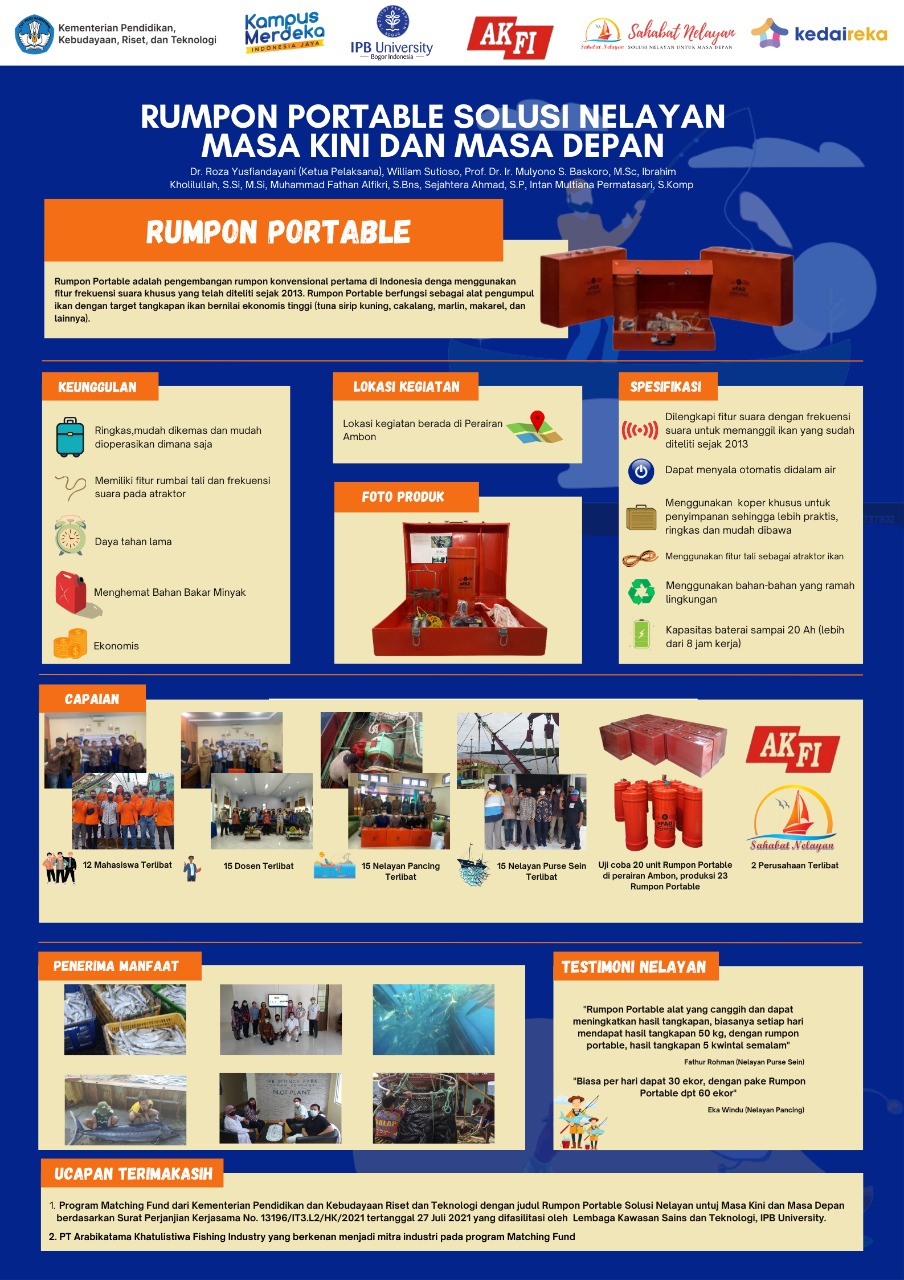 Kementerian Pendidikan,
Kebudayaan, Riset, dan Teknologi
Kampus
Merdeka
INDONESIA JAYA
IPB University
Bogor Indonesia
AKFI
Sahabat Nelayan
Sahabat Nelayan
SOLUSI NELAYAN UNTUK MASA DEPAN
kedaireka
RUMPON PORTABLE SOLUSI NELAYAN
MASA KINI DAN MASA DEPAN
Dr. Roza Yusfiandayani (Ketua Pelaksana), William Sutioso, Prof. Dr. Ir. Mulyono S. Baskoro, M.Sc, Ibrahim
Kholilullah, S.Si, M.Si, Muhammad Fathan Alfikri, S.Bns, Sejahtera Ahmad, S.P, Intan Multiana Permatasari, S.Komp
RUMPON PORTABLE
Rumpon Portable adalah pengembangan rumpon konvensional pertama di Indonesia denga menggunakan
fitur frekuensi suara khusus yang telah diteliti sejak 2013. Rumpon Portable berfungsi sebagai alat pengumpul
ikan dengan target tangkapan ikan bernilai ekonomis tinggi (tuna sirip kuning, cakalang, marlin, makarel, dan
lainnya).
KEUNGGULAN
Ringkas,mudah dikemas dan mudah
dioperasikan dimana saja
Memiliki fitur rumbai tali dan frekuensi
suara pada atraktor
Daya tahan lama
Menghemat Bahan Bakar Minyak
Ekonomis
LOKASI KEGIATAN
Lokasi kegiatan berada di Perairan
Ambon
FOTO PRODUK
SPESIFIKASI
Dilengkapi fitur suara dengan frekuensi
suara untuk memanggil ikan yang sudah
diteliti sejak 2013
Dapat menyala otomatis didalam air
Menggunakan koper khusus untuk
penyimpanan sehingga lebih praktis,
ringkas dan mudah dibawa
Menggunakan fitur tali sebagai atraktor ikan
Menggunakan bahan-bahan yang ramah
lingkungan
Kapasitas baterai sampai 20 Ah (lebih
dari 8 jam kerja)
CAPAIAN
12 Mahasiswa Terlibat
15 Dosen Terlibat
15 Nelayan Pancing
Terlibat
15 Nelayan Purse Sein
Terlibat
Uji coba 20 unit Rumpon Portable
di perairan Ambon, produksi 23
Rumpon Portable
AKFI
Sahabat Nelayan
2 Perusahaan Terlibat
PENERIMA MANFAAT
TESTIMONI NELAYAN
"Rumpon Portable alat yang canggih dan dapat
meningkatkan hasil tangkapan, biasanya setiap hari
mendapat hasil tangkapan 50 kg, dengan rumpon
portable, hasil tangkapan 5 kwintal semalam"
Fathur Rohman (Nelayan Purse Sein)
"Biasa per hari dapat 30 ekor, dengan pake Rumpon
Portable dpt 60 ekor"
Eka Windu (Nelayan Pancing)
UCAPAN TERIMAKASIH
1. Program Matching Fund dari Kementerian Pendidikan dan Kebudayaan Riset dan Teknologi dengan judul Rumpon Portable Solusi Nelayan untuj Masa Kini dan Masa Depan
berdasarkan Surat Perjanjian Kerjasama No. 13196/IT3.L2/HK/2021 tertanggal 27 Juli 2021 yang difasilitasi oleh Lembaga Kawasan Sains dan Teknologi, IPB University.
2. PT Arabikatama Khatulistiwa Fishing Industry yang berkenan menjadi mitra industri pada program Matching Fund